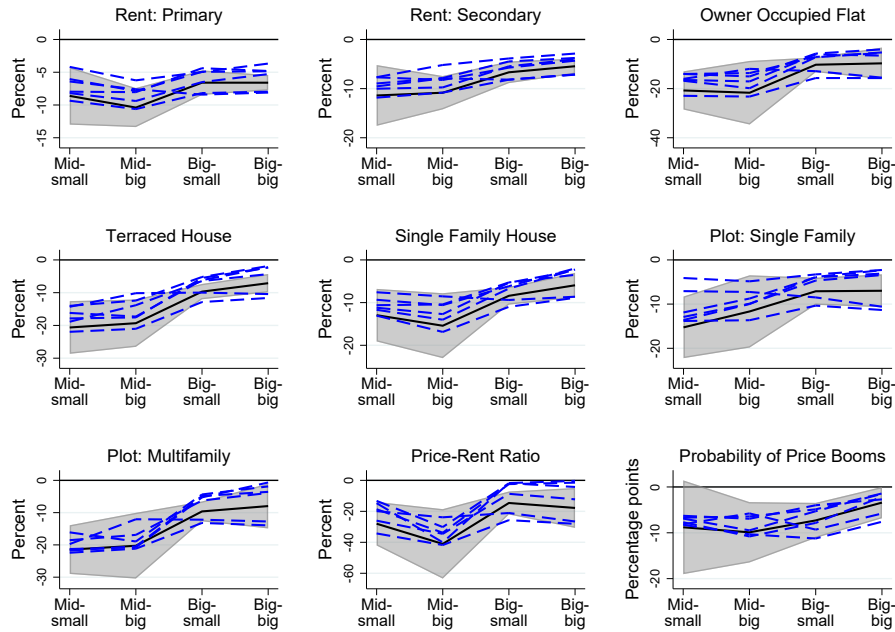 Rent: Primary
Percent
0
-5
-10
-15
Mid-
small
Mid-
big
Big-
small
Big-
big
Rent: Secondary
Percent
0
-10
-20
Mid-
small
Mid-
big
Big-
small
Big-
big
Owner Occupied Flat
Percent
0
-20
-40
Mid-
small
Mid-
big
Big-
small
Big-
big
Terraced House
Percent
0
-10
-20
-30
Mid-
small
Mid-
big
Big-
small
Big-
big
Single Family House
Percent
0
-10
-20
Mid-
small
Mid-
big
Big-
small
Big-
big
Plot: Single Family
Percent
0
-10
-20
Mid-
small
Mid-
big
Big-
small
Big-
big
Plot: Multifamily
Percent
0
-10
-20
-30
Mid-
small
Mid-
big
Big-
small
Big-
big
Price-Rent Ratio
Percent
0
-20
-40
-60
Mid-
small
Mid-
big
Big-
small
Big-
big
Probability of Price Booms
Percentage points
0
-10
-20
Mid-
small
Mid-
big
Big-
small
Big-
big